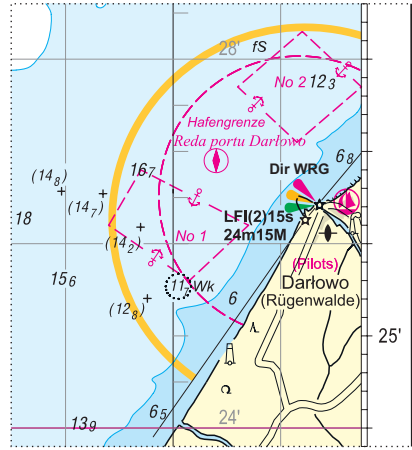 28'
fS
No 2
12₃
Hafengrenze
Reda portu Darłowo
6₈
(14₈)
16₇
Dir WRG
(14₇)
18
LFl(2)15s
24m15M
(14₂)
No 1
(Pilots)
15₆
Darłowo
(Rügenwalde)
11₇ Wk
(12₈)
6
25'
6₅
24'
13₉